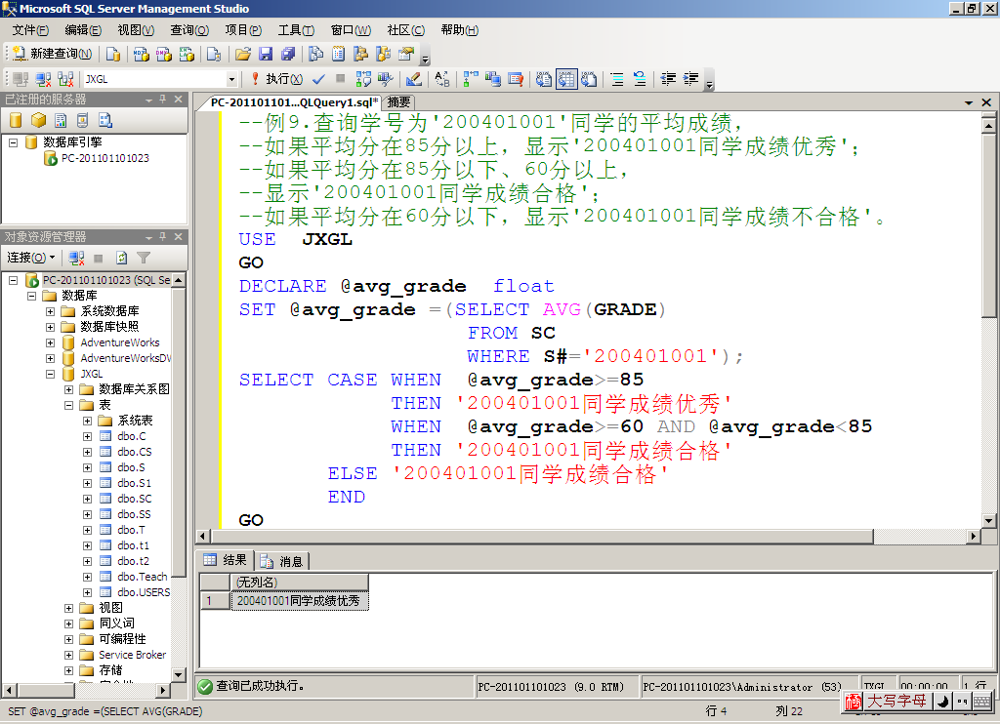 Microsoft SQL Server Management Studio
文件(F) 编辑(E) 视图(V) 查询(Q) 项目(P) 工具(T) 窗口(W) 社区(C) 帮助(H)
新建查询(N)
JXGL 执行(X)
已注册的服务器
数据库引擎
PC-201101101023
对象资源管理器
连接(O)
PC-201101101023 (SQL Se
数据库
系统数据库
数据库快照
AdventureWorks
AdventureWorksDW
JXGL
数据库关系图
表
系统表
dbo.C
dbo.CS
dbo.S
dbo.S1
dbo.SC
dbo.SS
dbo.T
dbo.t1
dbo.t2
dbo.Teach
dbo.USERS
视图
同义词
可编程性
Service Broker
存储
PC-201101101...QLQuery1.sql* 摘要
--例9.查询学号为'200401001'同学的平均成绩，
--如果平均分在85分以上，显示'200401001同学成绩优秀'；
--如果平均分在85分以下、60分以上，
--显示'200401001同学成绩合格'；
--如果平均分在60分以下，显示'200401001同学成绩不合格'。
USE JXGL
GO
DECLARE @avg_grade float
SET @avg_grade =(SELECT AVG(GRADE)
FROM SC
WHERE S#='200401001');
SELECT CASE WHEN @avg_grade>=85
THEN '200401001同学成绩优秀'
WHEN @avg_grade>=60 AND @avg_grade<85
THEN '200401001同学成绩合格'
ELSE '200401001同学成绩合格'
END
GO
结果 消息
(无列名)
1 200401001同学成绩优秀
查询已成功执行。 PC-201101101023 (9.0 RTM) PC-201101101023\Administrator (53) JXGL 00:00:00 1 行
大写字母
SET @avg_grade =(SELECT AVG(GRADE) 行 4 列 22